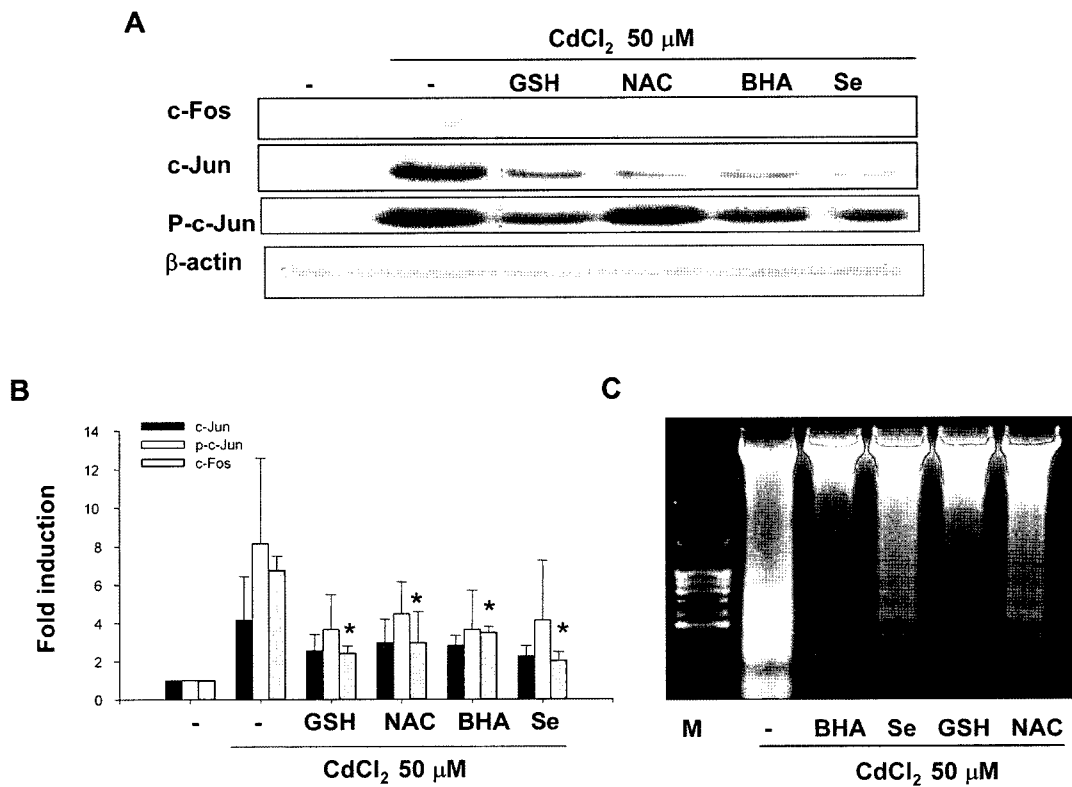 A
CdCl2 50 μM
- - GSH NAC BHA Se
c-Fos
c-Jun
P-c-Jun
β-actin
B
c-Jun
p-c-Jun
c-Fos
14
12
10
8
6
4
2
0
Fold induction
* * * *
- - GSH NAC BHA Se
CdCl2 50 μM
C
M - BHA Se GSH NAC
CdCl2 50 μM